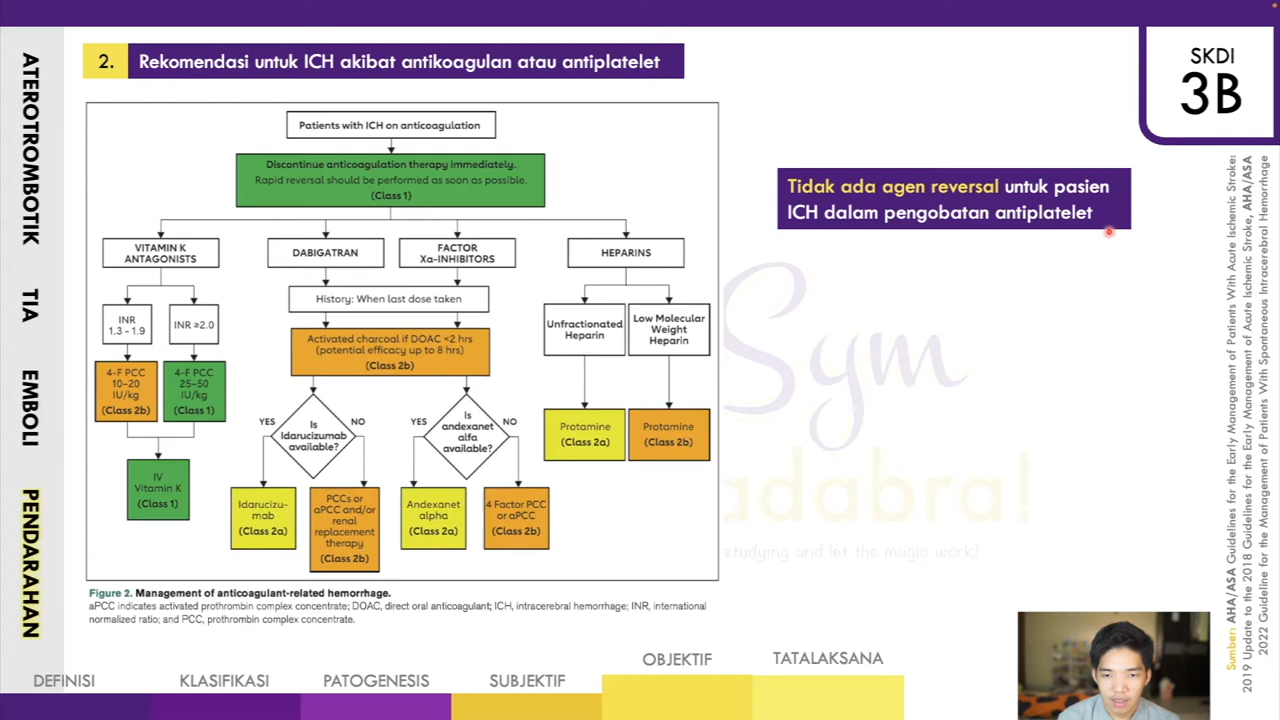 2. Rekomendasi untuk ICH akibat antikoagulan atau antiplatelet
SKDI
3B
ATEROTROMBOTIK
TIA
EMBOLI
PENDARAHAN
Patients with ICH on anticoagulation
Discontinue anticoagulation therapy immediately.
Rapid reversal should be performed as soon as possible.
(Class 1)
VITAMIN K
ANTAGONISTS
DABIGATRAN
FACTOR
Xa-INHIBITORS
HEPARINS
History: When last dose taken
INR
1.3 - 1.9
INR ≥2.0
Unfractionated
Heparin
Low Molecular
Weight
Heparin
Activated charcoal if DOAC <2 hrs
(potential efficacy up to 8 hrs)
(Class 2b)
4-F PCC
10–20
IU/kg
(Class 2b)
4-F PCC
25–50
IU/kg
(Class 1)
YES
Is
Idarucizumab
available?
NO
YES
Is
andexanet
alfa
available?
NO
Protamine
(Class 2a)
Protamine
(Class 2b)
IV
Vitamin K
(Class 1)
Idarucizu-
mab
(Class 2a)
PCCs or
aPCC and/or
renal
replacement
therapy
(Class 2b)
Andexanet
alpha
(Class 2a)
4 Factor PCC
or aPCC
(Class 2b)
Figure 2. Management of anticoagulant-related hemorrhage.
aPCC indicates activated prothrombin complex concentrate; DOAC, direct oral anticoagulant; ICH, intracerebral hemorrhage; INR, international
normalized ratio; and PCC, prothrombin complex concentrate.
Tidak ada agen reversal untuk pasien
ICH dalam pengobatan antiplatelet
Sym
adabra!
studying and let the magic work!
Sumber: AHA/ASA Guidelines for the Early Management of Patients With Acute Ischemic Stroke:
2019 Update to the 2018 Guidelines for the Early Management of Acute Ischemic Stroke, AHA/ASA
2022 Guideline for the Management of Patients With Spontaneous Intracerebral Hemorrhage
DEFINISI
KLASIFIKASI
PATOGENESIS
SUBJEKTIF
OBJEKTIF
TATALAKSANA